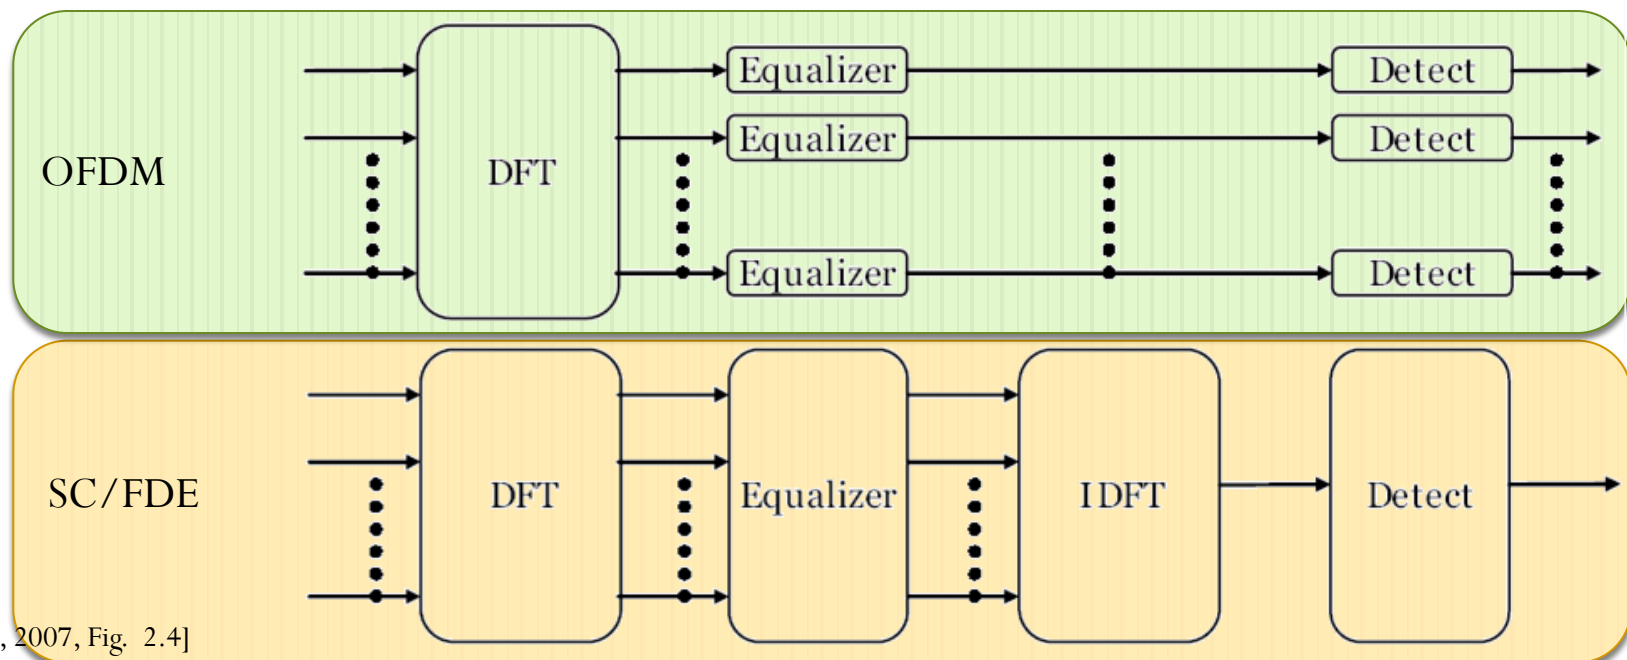 OFDM
DFT
Equalizer
Detect
Equalizer
Detect
Equalizer
Detect
SC/FDE
DFT
Equalizer
IDFT
Detect
, 2007, Fig. 2.4]